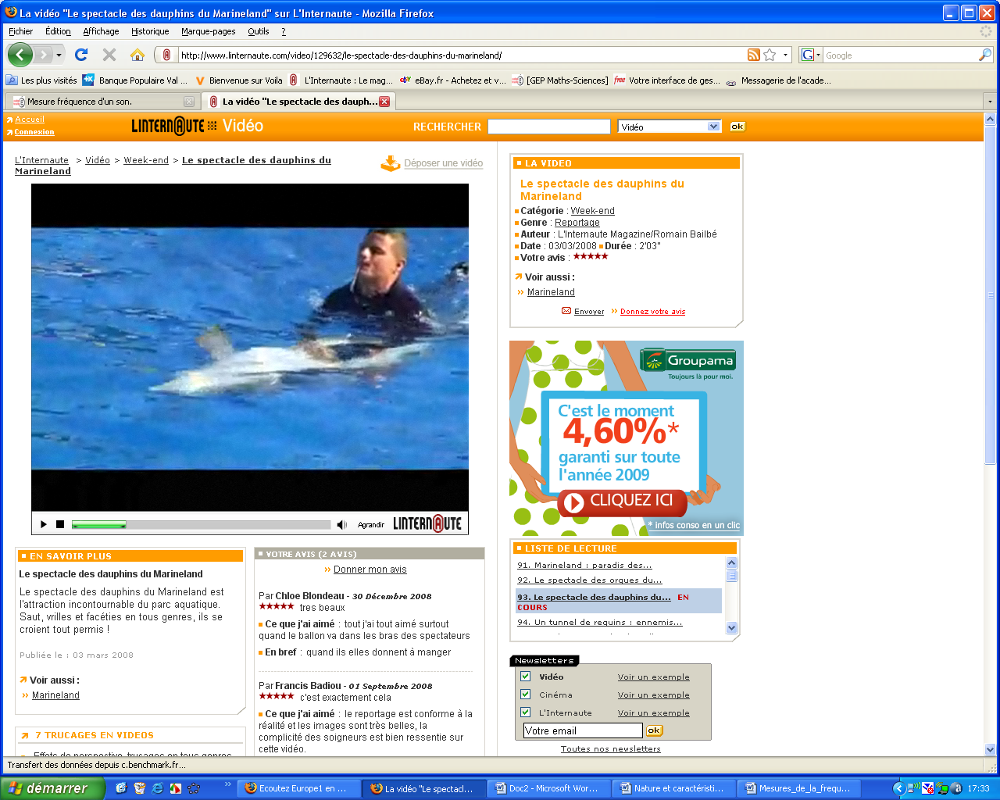 La vidéo "Le spectacle des dauphins du Marineland" sur L'Internaute - Mozilla Firefox
Fichier Édition Affichage Historique Marque-pages Outils ?
http://www.linternaute.com/video/129632/le-spectacle-des-dauphins-du-marineland/
Google
Les plus visités Banque Populaire Val ... Bienvenue sur Voila L'Internaute : Le mag... eBay.fr - Achetez et v... [GEP Maths-Sciences] Votre interface de ges... Messagerie de l'acade...
Mesure fréquence d'un son. La vidéo "Le spectacle des dauph...
Accueil
Connexion
LINTERNAUTE Vidéo
RECHERCHER Vidéo ok
L'Internaute > Vidéo > Week-end > Le spectacle des dauphins du
Marineland
Déposer une vidéo
Agrandir LINTERNAUTE
LA VIDEO
Le spectacle des dauphins du
Marineland
Catégorie : Week-end
Genre : Reportage
Auteur : L'Internaute Magazine/Romain Bailbé
Date : 03/03/2008 Durée : 2'03"
Votre avis : ★★★★★
Voir aussi :
Marineland
Envoyer Donnez votre avis
Groupama
Toujours là pour moi.
C'est le moment
4,60%*
garanti sur toute
l'année 2009
CLIQUEZ ICI
* infos conso en un clic
LISTE DE LECTURE
91. Marineland : paradis des...
92. Le spectacle des orques du...
93. Le spectacle des dauphins du... EN
COURS
94. Un tunnel de requins : ennemis...
Newsletters
Vidéo Voir un exemple
Cinéma Voir un exemple
L'Internaute Voir un exemple
Votre email ok
Toutes nos newsletters
EN SAVOIR PLUS
Le spectacle des dauphins du Marineland
Le spectacle des dauphins du Marineland est
l'attraction incontournable du parc aquatique.
Saut, vrilles et facéties en tous genres, ils se
croient tout permis !
Publiée le : 03 mars 2008
Voir aussi :
Marineland
7 TRUCAGES EN VIDEOS
Effets de perspective, trucages en tous genres
VOTRE AVIS (2 AVIS)
Donner mon avis
Par Chloe Blondeau - 30 Décembre 2008
★★★★★ tres beaux
Ce que j'ai aimé : tout j'ai tout aimé surtout
quand le ballon va dans les bras des spectateurs
En bref : quand ils elles donnent à manger
Par Francis Badiou - 01 Septembre 2008
★★★★★ c'est exactement cela
Ce que j'ai aimé : le reportage est conforme à la
réalité et les images sont très belles, la
complicité des soigneurs est bien ressentie sur
cette vidéo.
Transfert des données depuis c.benchmark.fr...
démarrer Ecoutez Europe1 en ... La vidéo "Le spectacl... Doc2 - Microsoft Wor... Nature et caractéristi... Mesures_de_la_frequ... 17:33